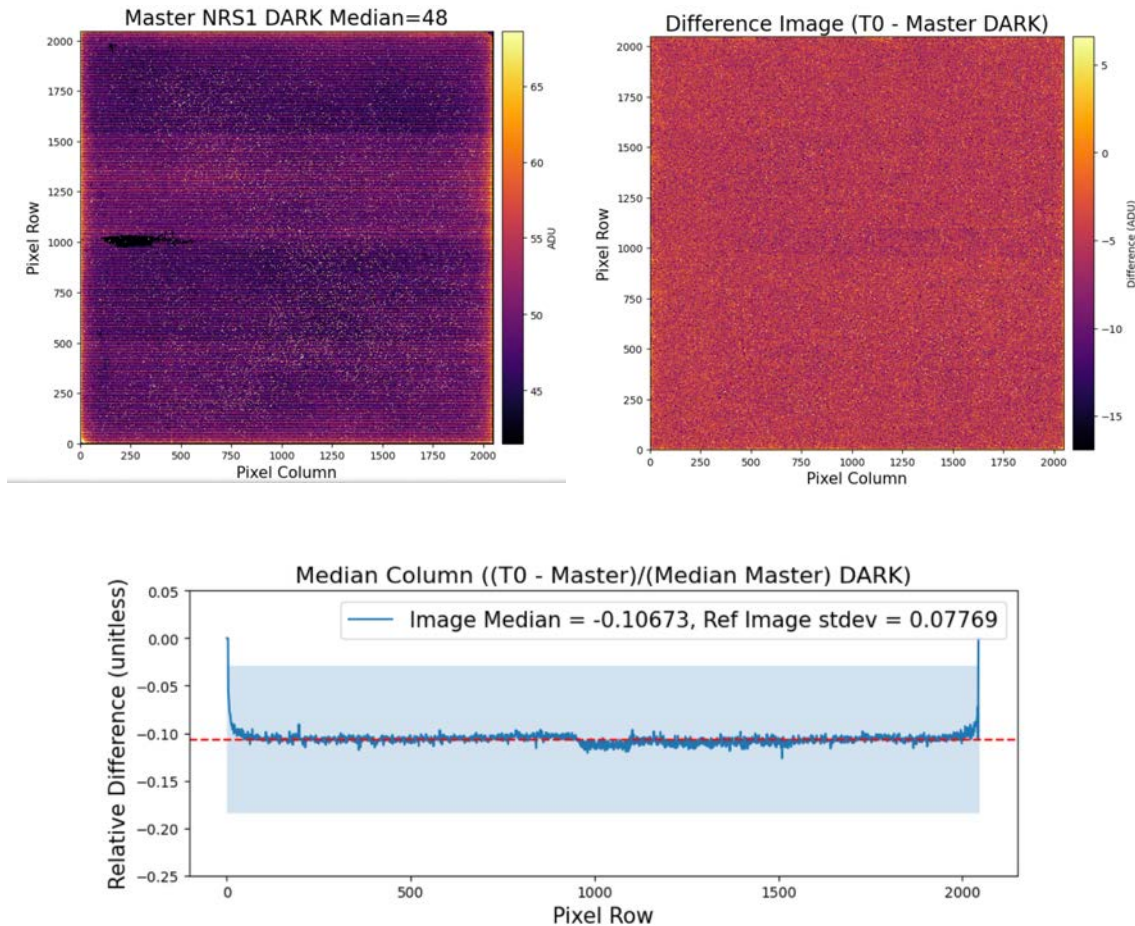 Master NRS1 DARK Median=48
2000
1750
1500
1250
1000
750
500
250
0
0 250 500 750 1000 1250 1500 1750 2000
Pixel Row
Pixel Column
65
60
55
50
45
ADU
Difference Image (T0 - Master DARK)
2000
1750
1500
1250
1000
750
500
250
0
0 250 500 750 1000 1250 1500 1750 2000
Pixel Row
Pixel Column
5
0
−5
−10
−15
Difference (ADU)
Median Column ((T0 - Master)/(Median Master) DARK)
Image Median = -0.10673, Ref Image stdev = 0.07769
0.05
0.00
−0.05
−0.10
−0.15
−0.20
−0.25
Relative Difference (unitless)
0 500 1000 1500 2000
Pixel Row